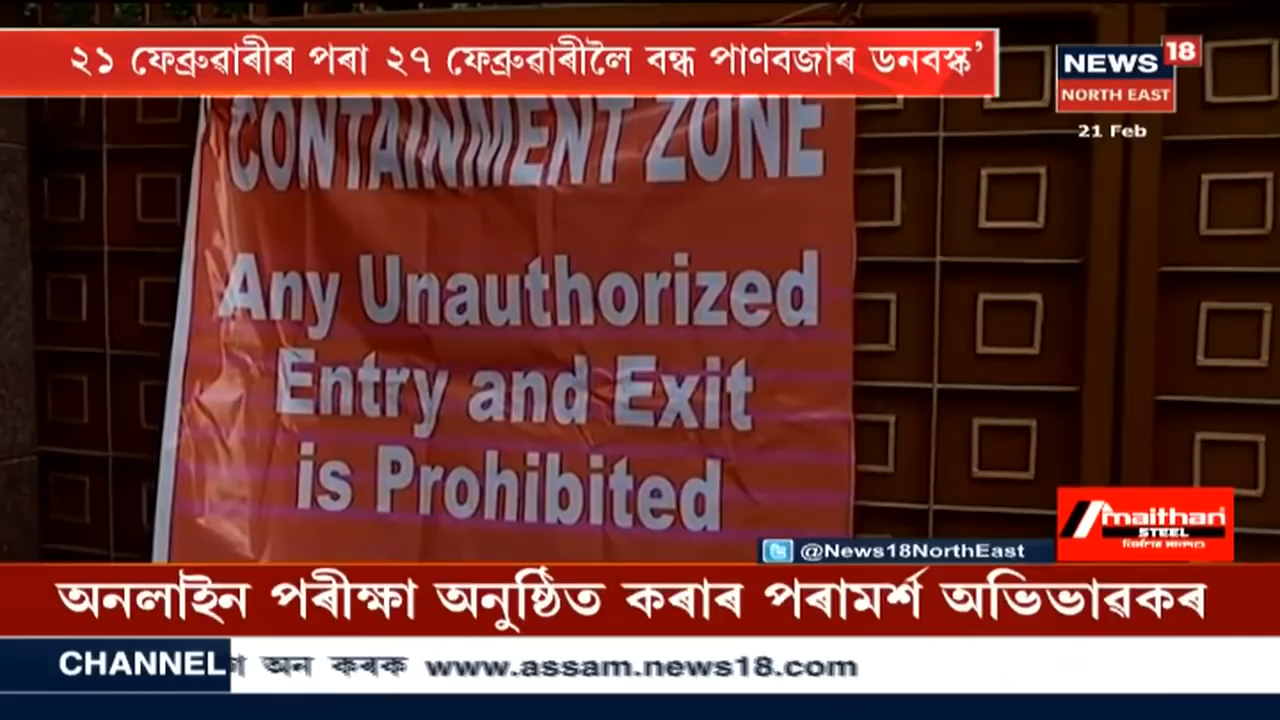 ২১ ফেব্ৰুৱাৰীৰ পৰা ২৭ ফেব্ৰুৱাৰীলৈ বন্ধ পাণবজাৰ ডনবস্ক’
NEWS 18
NORTH EAST
21 Feb
CONTAINMENT ZONE
Any Unauthorized
Entry and Exit
is Prohibited
maithan
STEEL
@News18NorthEast
অনলাইন পৰীক্ষা অনুষ্ঠিত কৰাৰ পৰামৰ্শ অভিভাৱকৰ
CHANNEL অন কৰক www.assam.news18.com